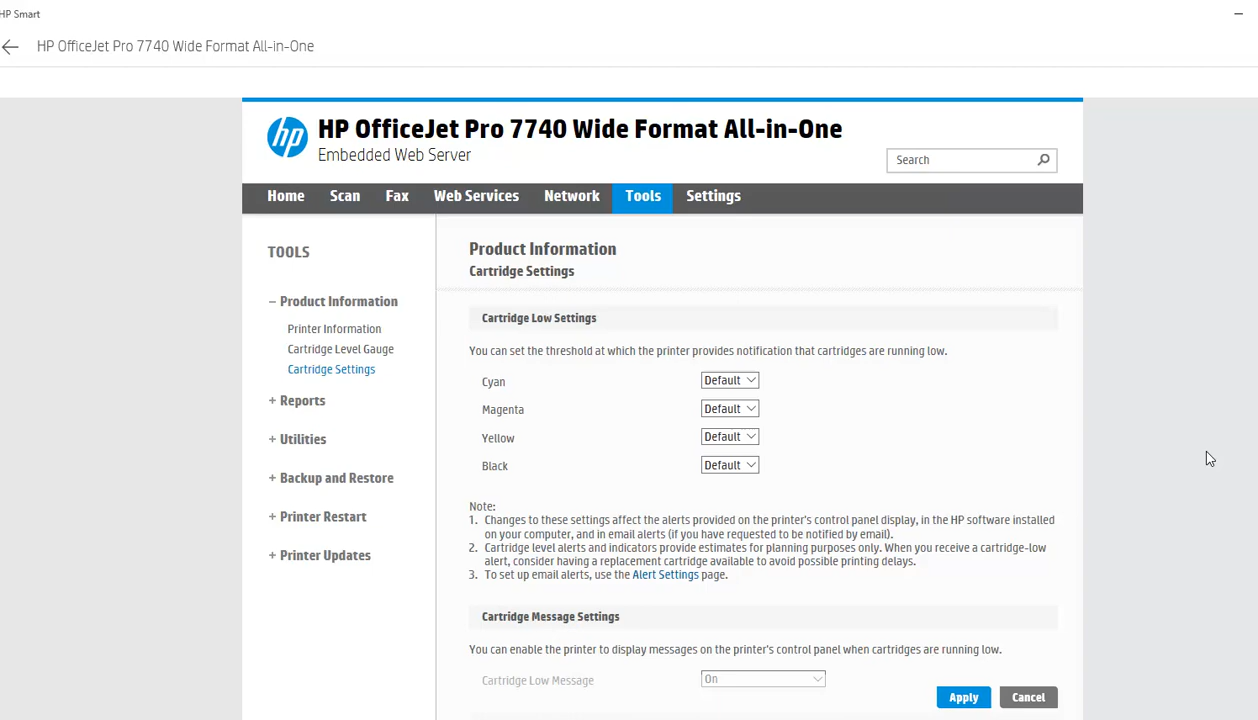 HP Smart
HP OfficeJet Pro 7740 Wide Format All-in-One
hp
HP OfficeJet Pro 7740 Wide Format All-in-One
Embedded Web Server
Search
Home Scan Fax Web Services Network Tools Settings
TOOLS
– Product Information
Printer Information
Cartridge Level Gauge
Cartridge Settings
+ Reports
+ Utilities
+ Backup and Restore
+ Printer Restart
+ Printer Updates
Product Information
Cartridge Settings
Cartridge Low Settings
You can set the threshold at which the printer provides notification that cartridges are running low.
Cyan Default
Magenta Default
Yellow Default
Black Default
Note:
1. Changes to these settings affect the alerts provided on the printer's control panel display, in the HP software installed
on your computer, and in email alerts (if you have requested to be notified by email).
2. Cartridge level alerts and indicators provide estimates for planning purposes only. When you receive a cartridge-low
alert, consider having a replacement cartridge available to avoid possible printing delays.
3. To set up email alerts, use the Alert Settings page.
Cartridge Message Settings
You can enable the printer to display messages on the printer's control panel when cartridges are running low.
Cartridge Low Message On
Apply Cancel